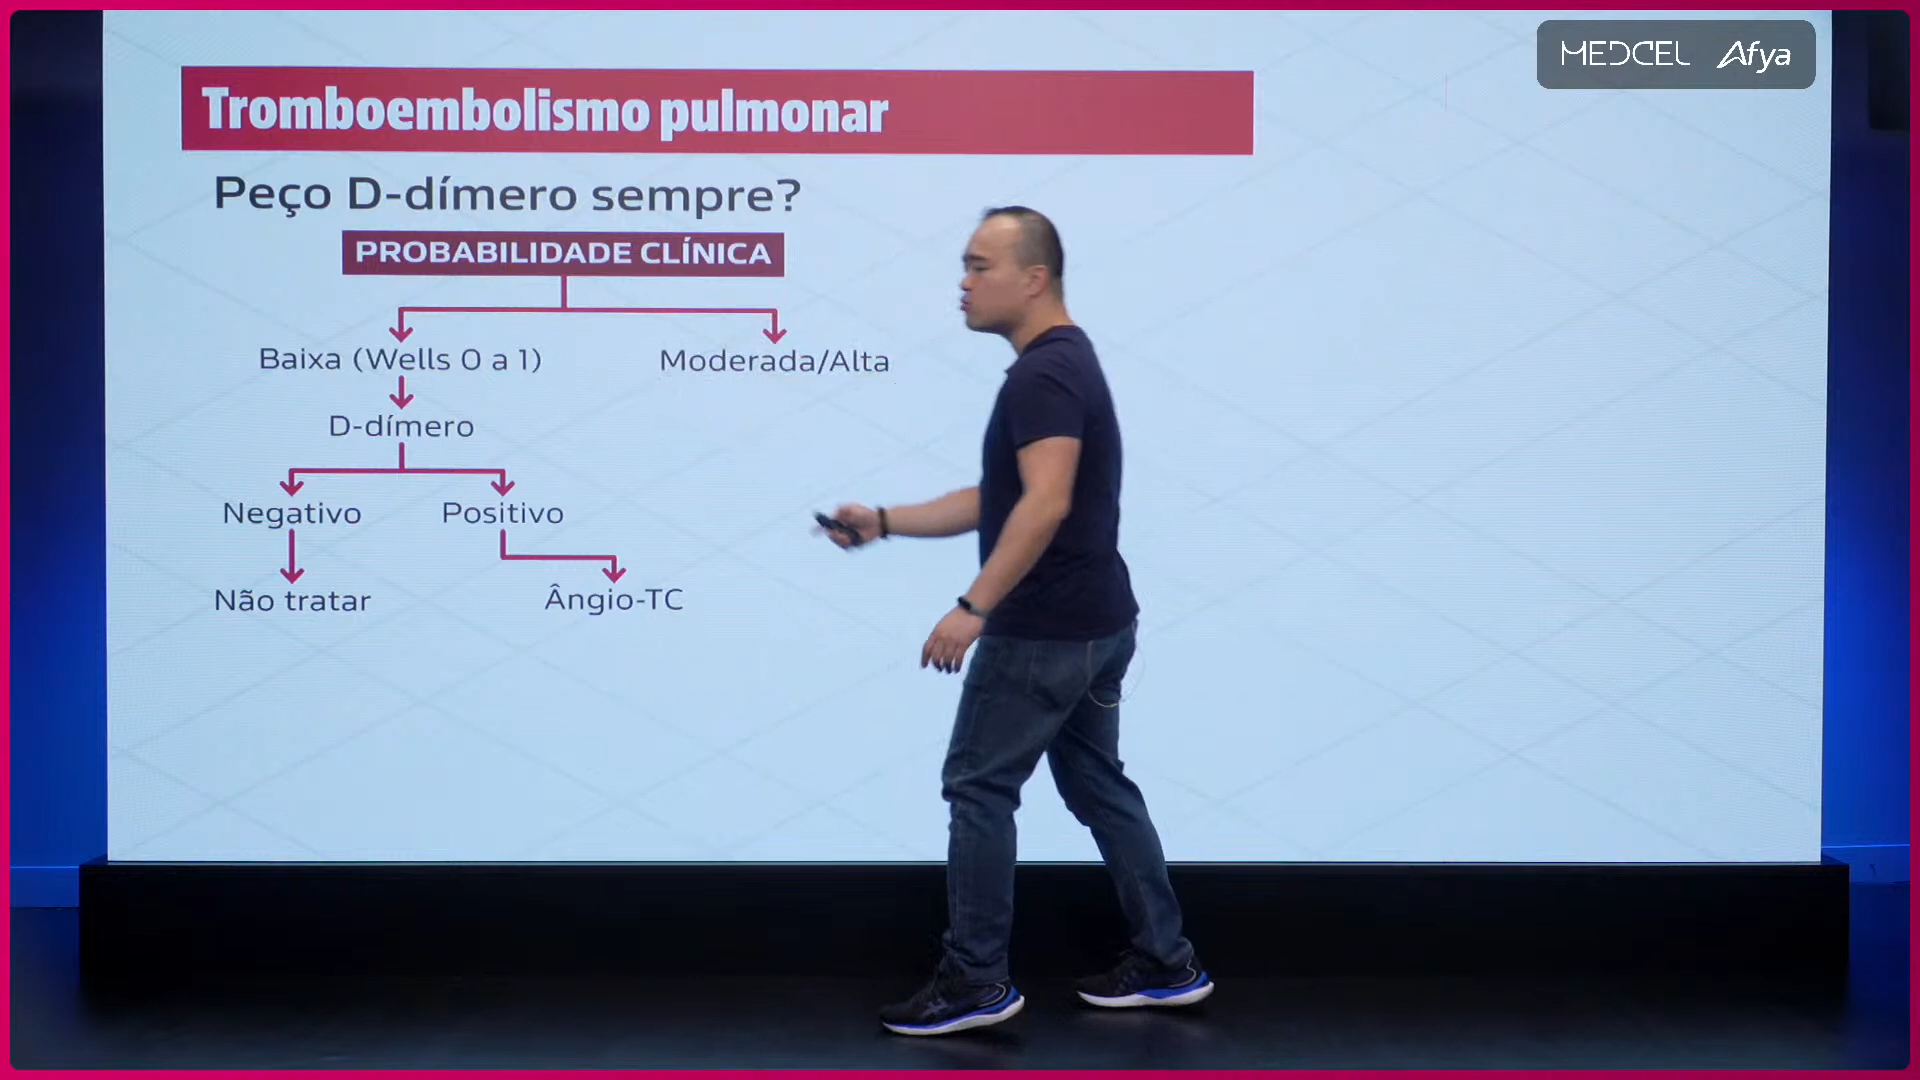 MEDCEL Afya
Tromboembolismo pulmonar
Peço D-dímero sempre?
PROBABILIDADE CLÍNICA
Baixa (Wells 0 a 1) Moderada/Alta
D-dímero
Negativo Positivo
Não tratar Ângio-TC